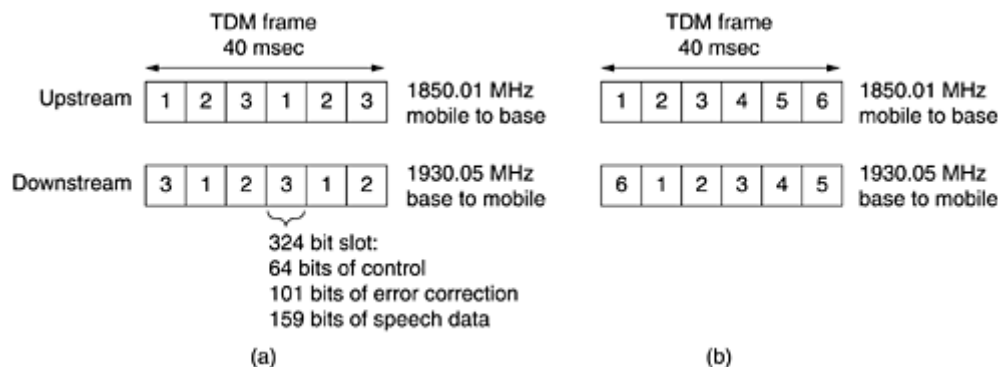 TDM frame
40 msec
Upstream 1 2 3 1 2 3 1850.01 MHz
mobile to base
Downstream 3 1 2 3 1 2 1930.05 MHz
base to mobile
324 bit slot:
64 bits of control
101 bits of error correction
159 bits of speech data
(a)
TDM frame
40 msec
1 2 3 4 5 6 1850.01 MHz
mobile to base
6 1 2 3 4 5 1930.05 MHz
base to mobile
(b)